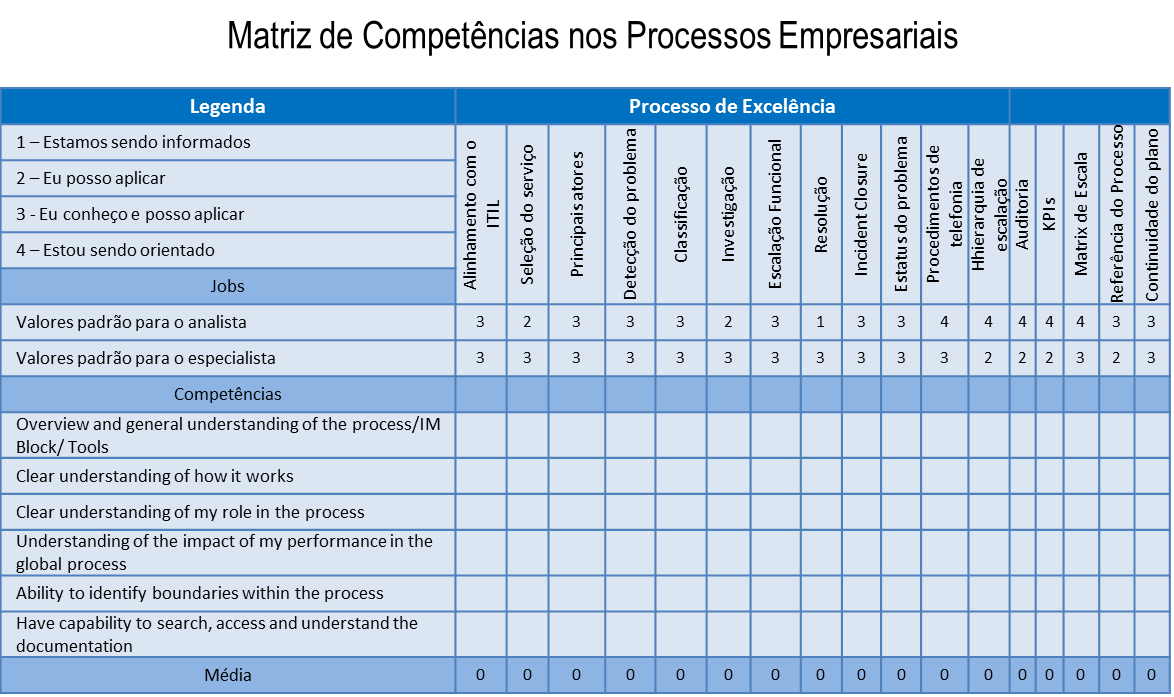 Matriz de Competências nos Processos Empresariais
Legenda
Processo de Excelência
1 – Estamos sendo informados
2 – Eu posso aplicar
3 - Eu conheço e posso aplicar
4 – Estou sendo orientado
Jobs
Alinhamento com o
ITIL
Seleção do serviço
Principais atores
Detecção do problema
Classificação
Investigação
Escalação Funcional
Resolução
Incident Closure
Estatus do problema
Procedimentos de
telefonia
Hhierarquia de
escalação
Auditoria
KPIs
Matrix de Escala
Referência do Processo
Continuidade do plano
Valores padrão para o analista 3 2 3 3 3 2 3 1 3 3 4 4 4 4 4 3 3
Valores padrão para o especialista 3 3 3 3 3 3 3 3 3 3 3 2 2 2 3 2 3
Competências
Overview and general understanding of the process/IM
Block/ Tools
Clear understanding of how it works
Clear understanding of my role in the process
Understanding of the impact of my performance in the
global process
Ability to identify boundaries within the process
Have capability to search, access and understand the
documentation
Média 0 0 0 0 0 0 0 0 0 0 0 0 0 0 0 0 0